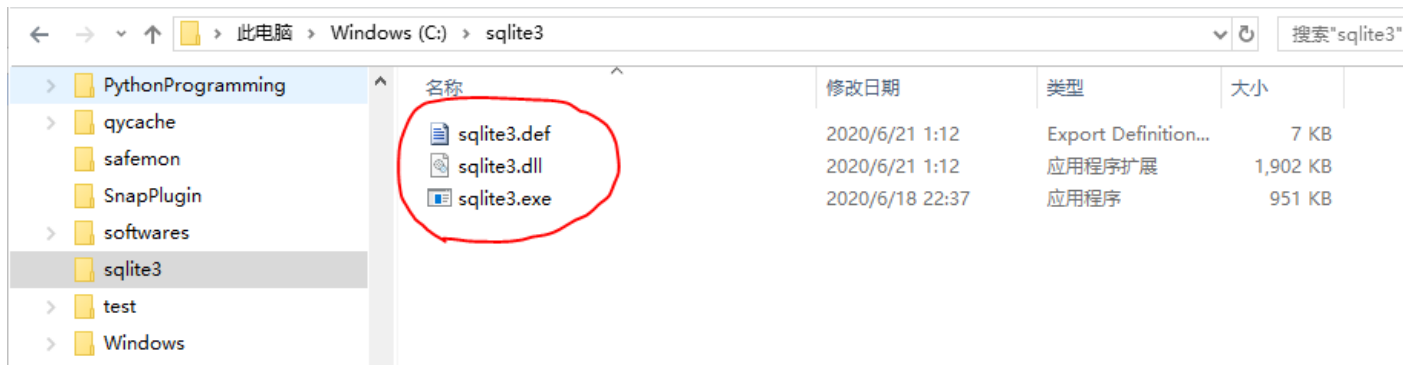 此电脑 > Windows (C:) > sqlite3
搜索"sqlite3"
PythonProgramming
qycache
safemon
SnapPlugin
softwares
sqlite3
test
Windows
名称 修改日期 类型 大小
sqlite3.def 2020/6/21 1:12 Export Definition... 7 KB
sqlite3.dll 2020/6/21 1:12 应用程序扩展 1,902 KB
sqlite3.exe 2020/6/18 22:37 应用程序 951 KB